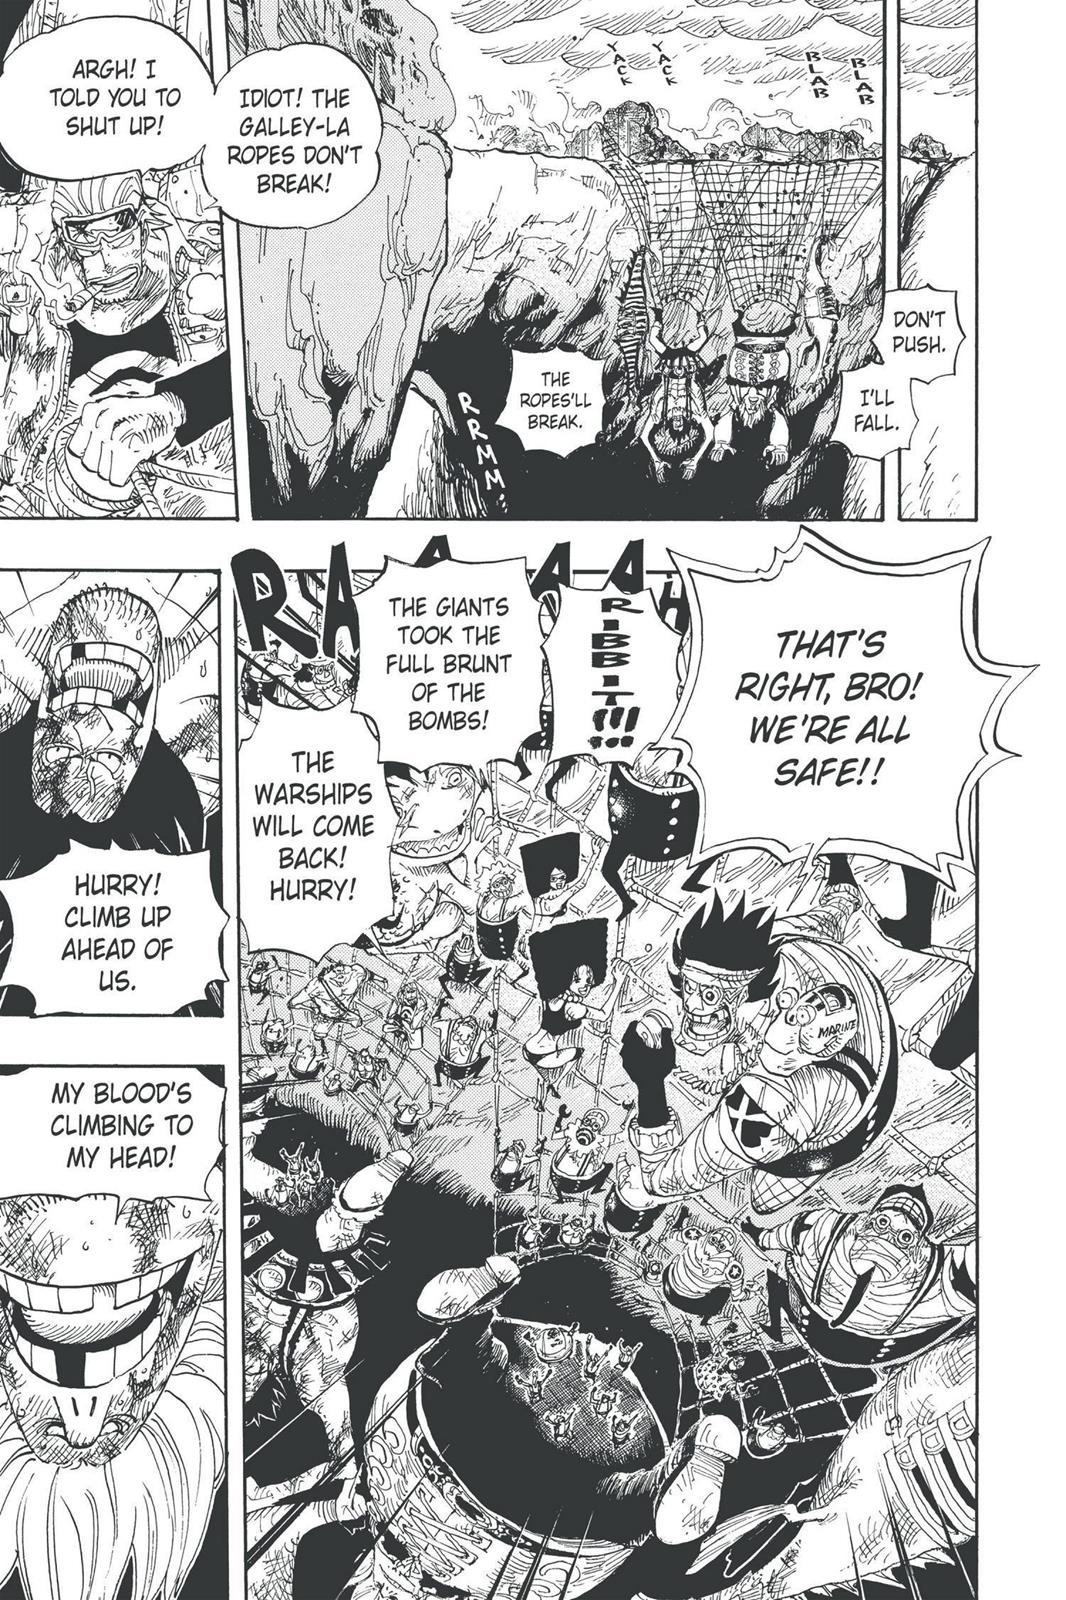 YACK
YACK
BLAB
BLAB
DON'T
PUSH.
I'LL
FALL.
THE
ROPES'LL
BREAK.
RRMM
IDIOT! THE
GALLEY-LA
ROPES DON'T
BREAK!
ARGH! I
TOLD YOU TO
SHUT UP!
THAT'S
RIGHT, BRO!
WE'RE ALL
SAFE!!
RIBBIT!!!
RAAAAH
THE GIANTS
TOOK THE
FULL BRUNT
OF THE
BOMBS!
THE
WARSHIPS
WILL COME
BACK!
HURRY!
MARINE
HURRY!
CLIMB UP
AHEAD OF
US.
MY BLOOD'S
CLIMBING TO
MY HEAD!